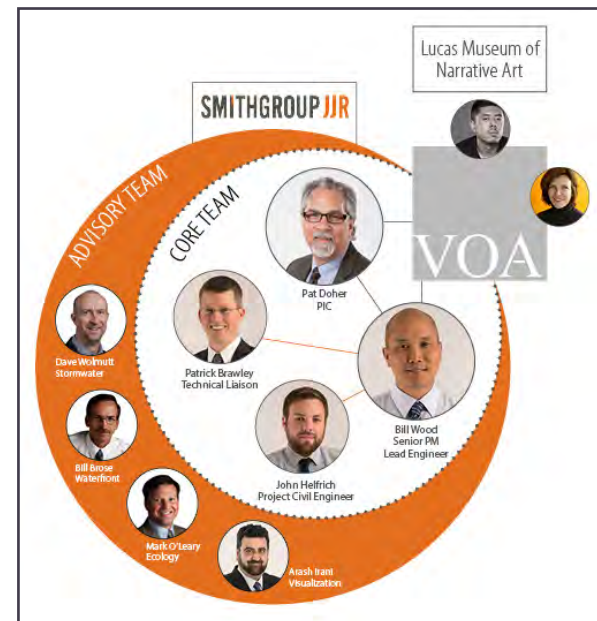 Lucas Museum of
Narrative Art
SMITHGROUP JJR
ADVISORY TEAM
CORE TEAM
VOA
Pat Doher
PIC
Patrick Brawley
Technical Liaison
Bill Wood
Senior PM
Lead Engineer
John Helfrich
Project Civil Engineer
Dave Wolmutt
Stormwater
Bill Brose
Waterfront
Mark O'Leary
Ecology
Arash Irani
Visualization